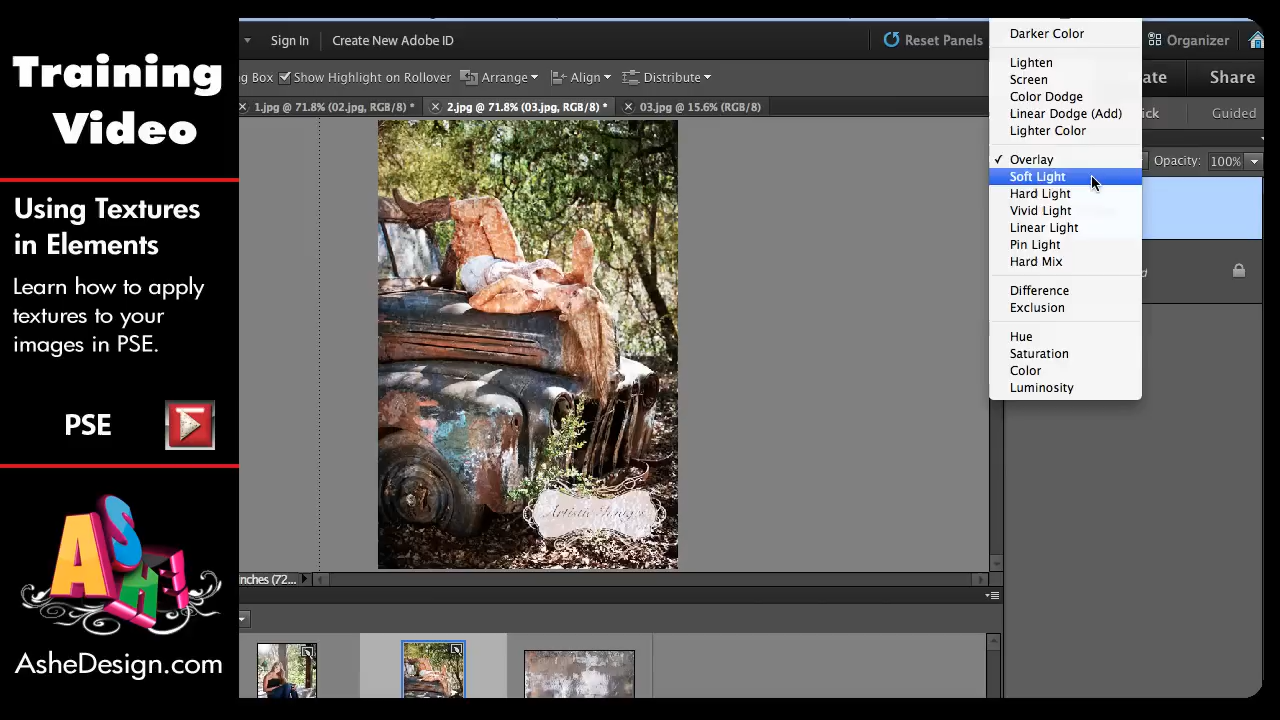 Training
Video
Using Textures
in Elements
Learn how to apply
textures to your
images in PSE.
PSE
ASHE
AsheDesign.com
Sign In
Create New Adobe ID
Reset Panels
Organizer
ng Box
Show Highlight on Rollover
Arrange
Align
Distribute
ate
Share
1.jpg @ 71.8% (02.jpg, RGB/8) *
2.jpg @ 71.8% (03.jpg, RGB/8) *
03.jpg @ 15.6% (RGB/8)
ick
Guided
Opacity: 100%
Darker Color
Lighten
Screen
Color Dodge
Linear Dodge (Add)
Lighter Color
Overlay
Soft Light
Hard Light
Vivid Light
Linear Light
Pin Light
Hard Mix
Difference
Exclusion
Hue
Saturation
Color
Luminosity
d
nches (72...